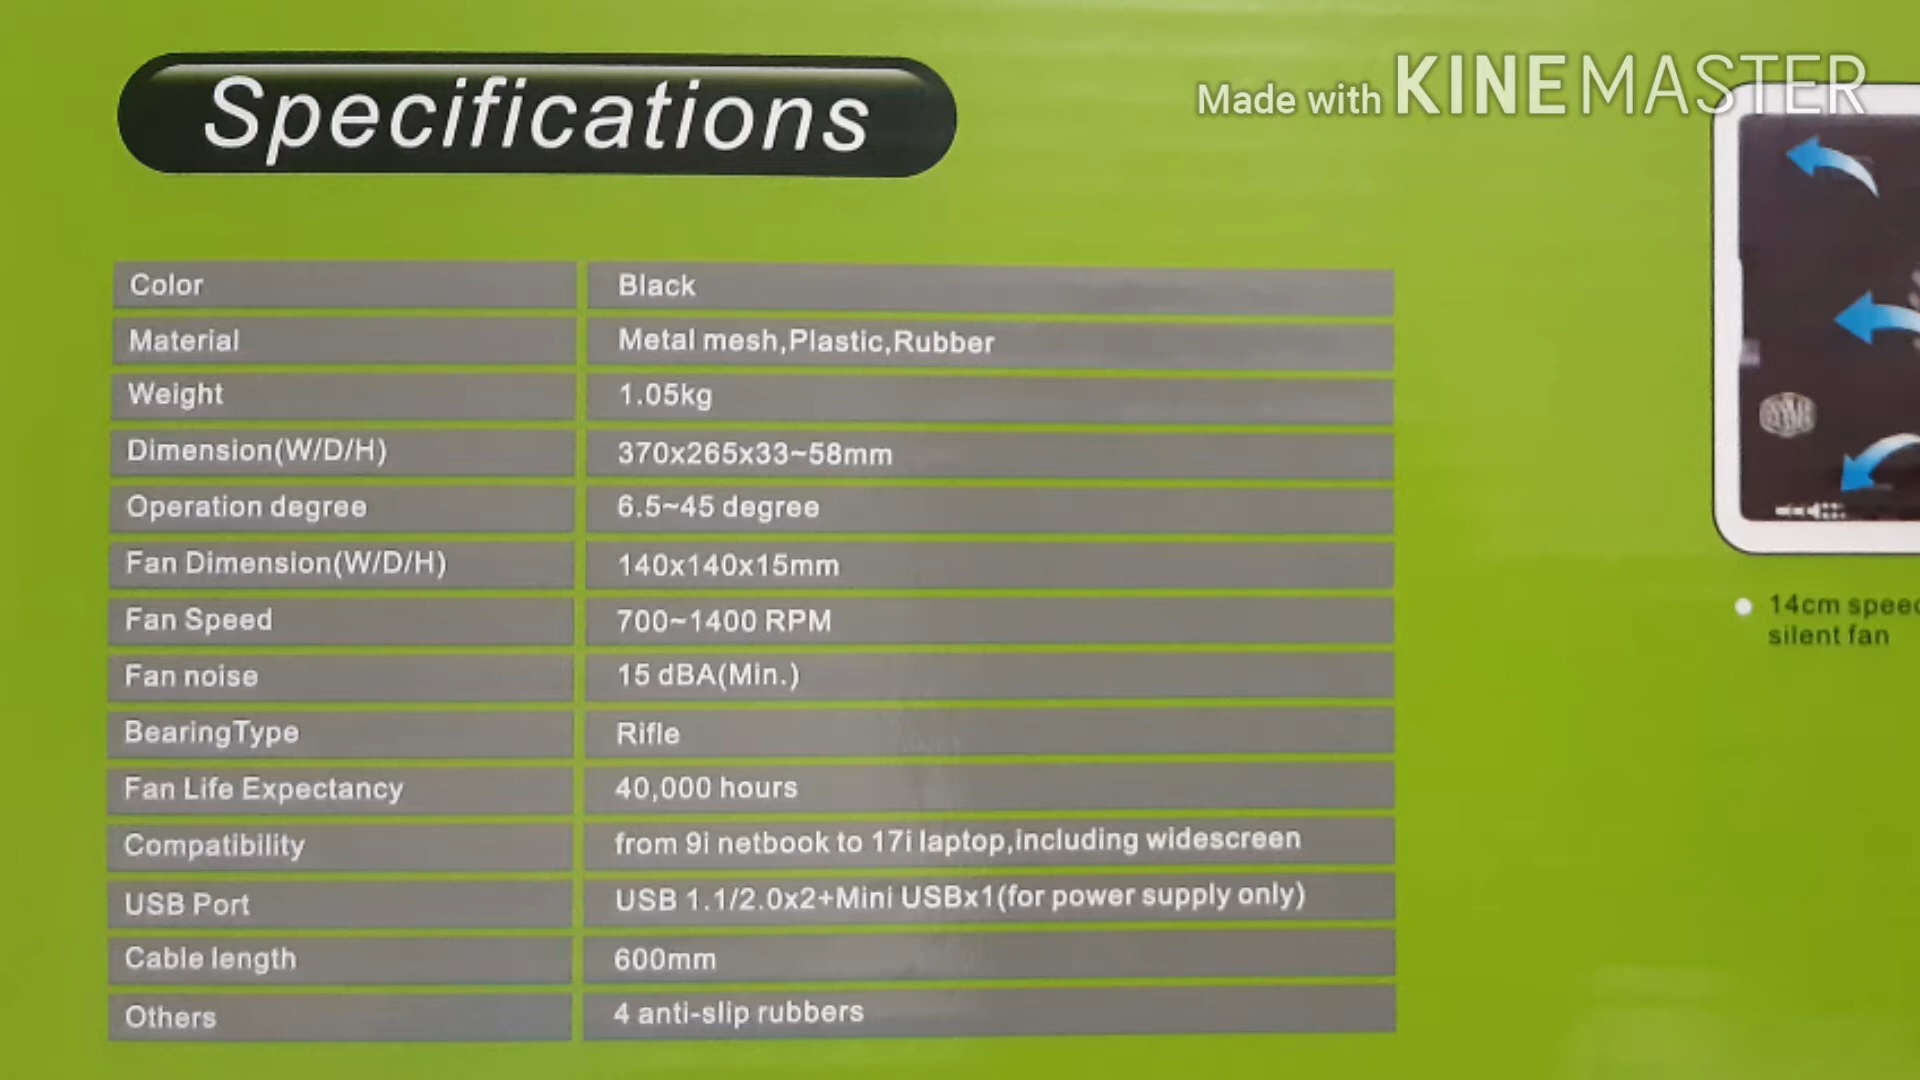 Specifications
Made with KINEMASTER
Color Black
Material Metal mesh,Plastic,Rubber
Weight 1.05kg
Dimension(W/D/H) 370x265x33~58mm
Operation degree 6.5~45 degree
Fan Dimension(W/D/H) 140x140x15mm
Fan Speed 700~1400 RPM
Fan noise 15 dBA(Min.)
BearingType Rifle
Fan Life Expectancy 40,000 hours
Compatibility from 9i netbook to 17i laptop,including widescreen
USB Port USB 1.1/2.0x2+Mini USBx1(for power supply only)
Cable length 600mm
Others 4 anti-slip rubbers
14cm
silent fan